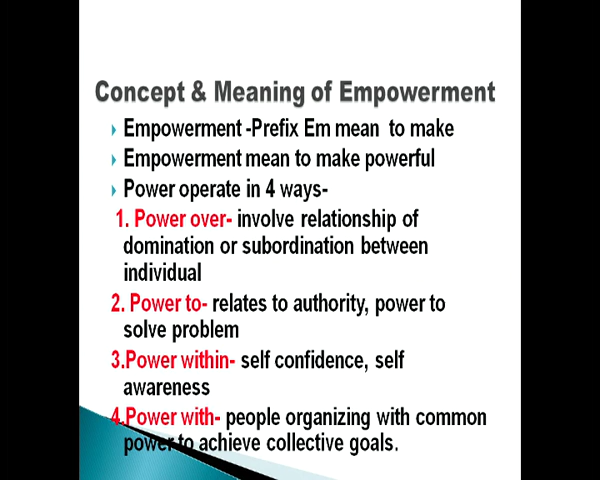 Concept & Meaning of Empowerment
Empowerment -Prefix Em mean to make
Empowerment mean to make powerful
Power operate in 4 ways-
1. Power over- involve relationship of
domination or subordination between
individual
2. Power to- relates to authority, power to
solve problem
3.Power within- self confidence, self
awareness
4.Power with- people organizing with common
power to achieve collective goals.